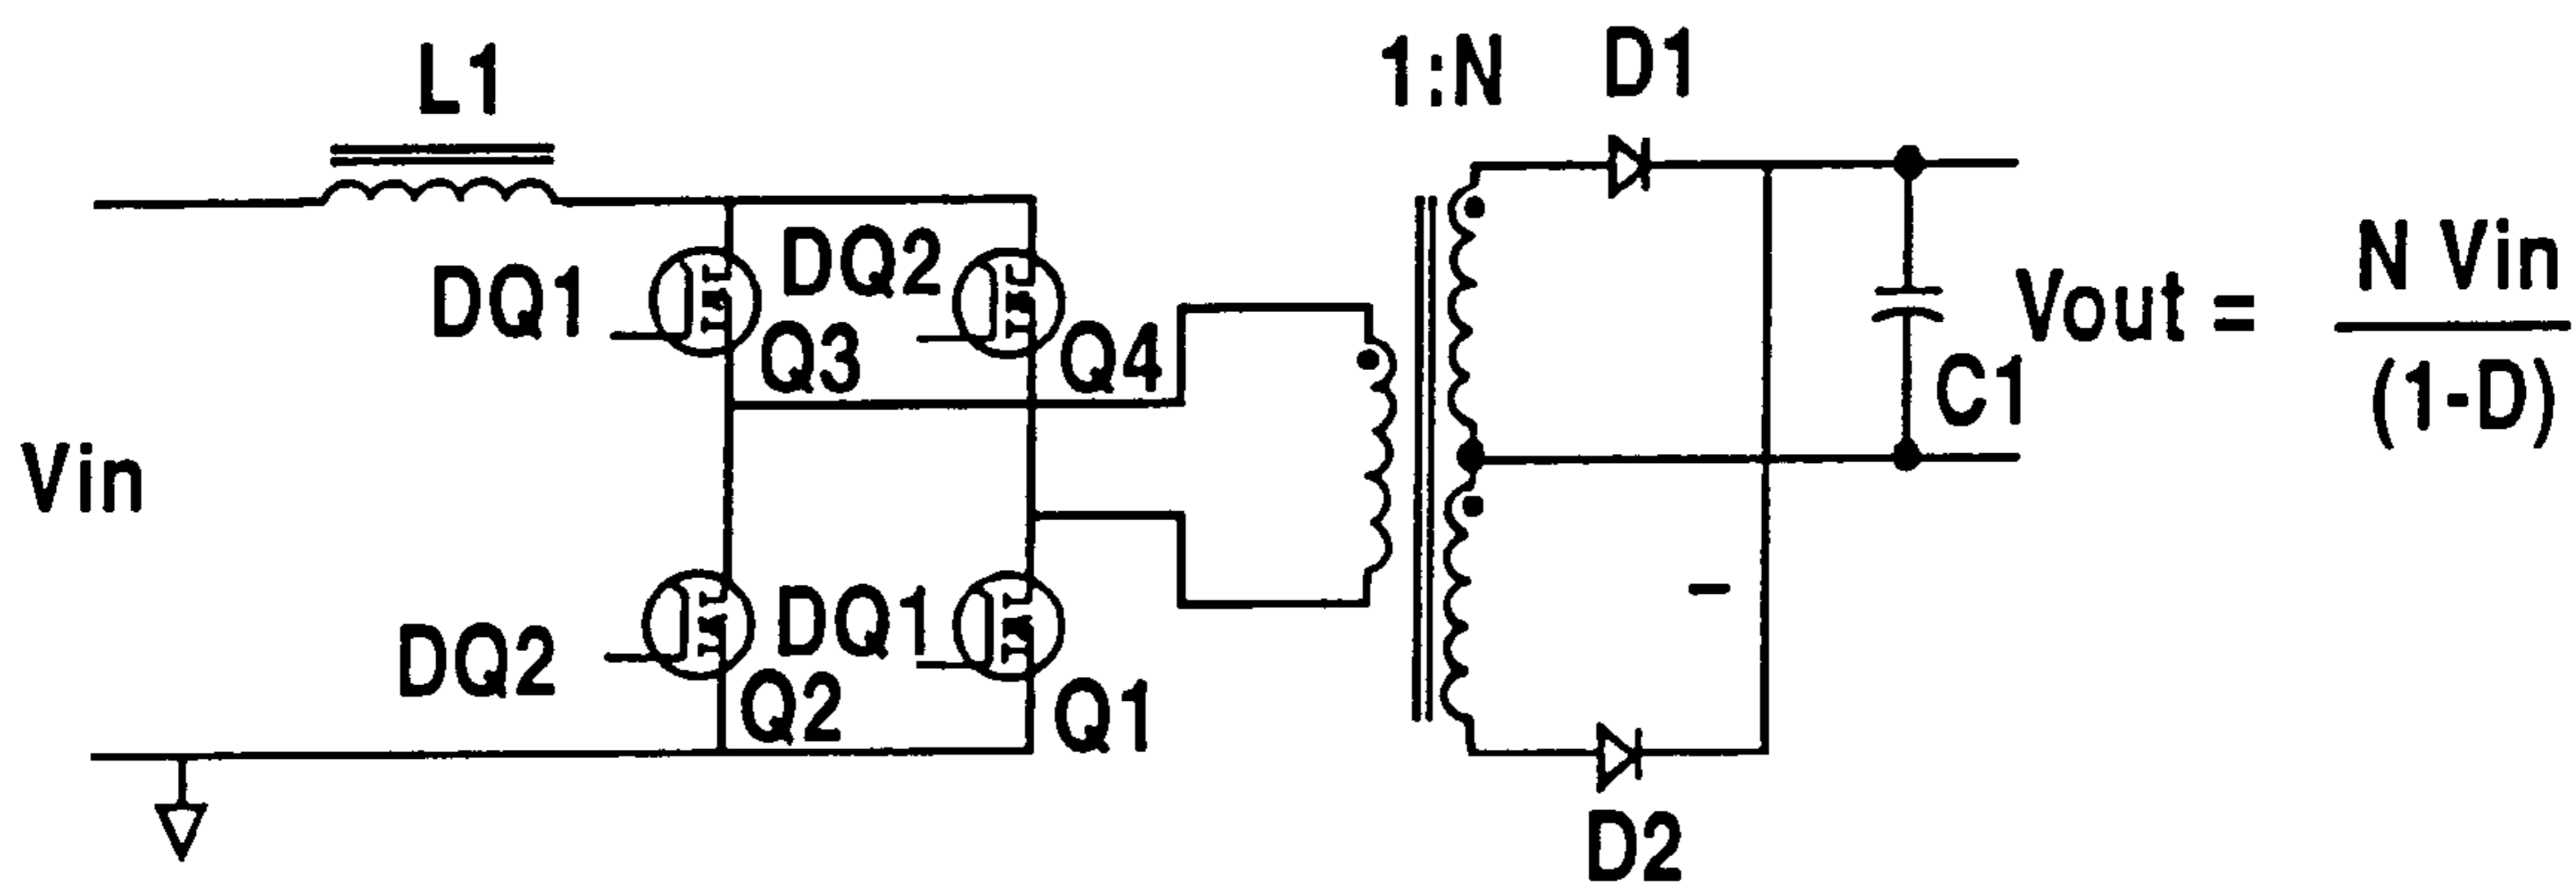 L1
1:N
D1
DQ1
DQ2
Q3
Q4
Vin
DQ2
DQ1
Q2
Q1
C1
D2
-
Vout = N Vin
(1-D)